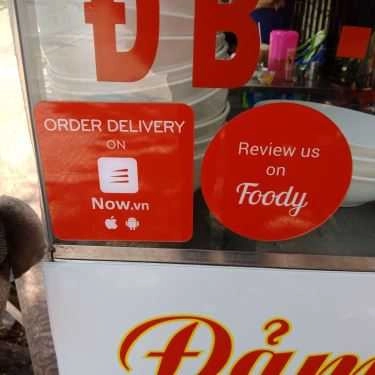 ĐB
ORDER DELIVERY
ON
Now.vn
Review us
on
Foody
Đảm